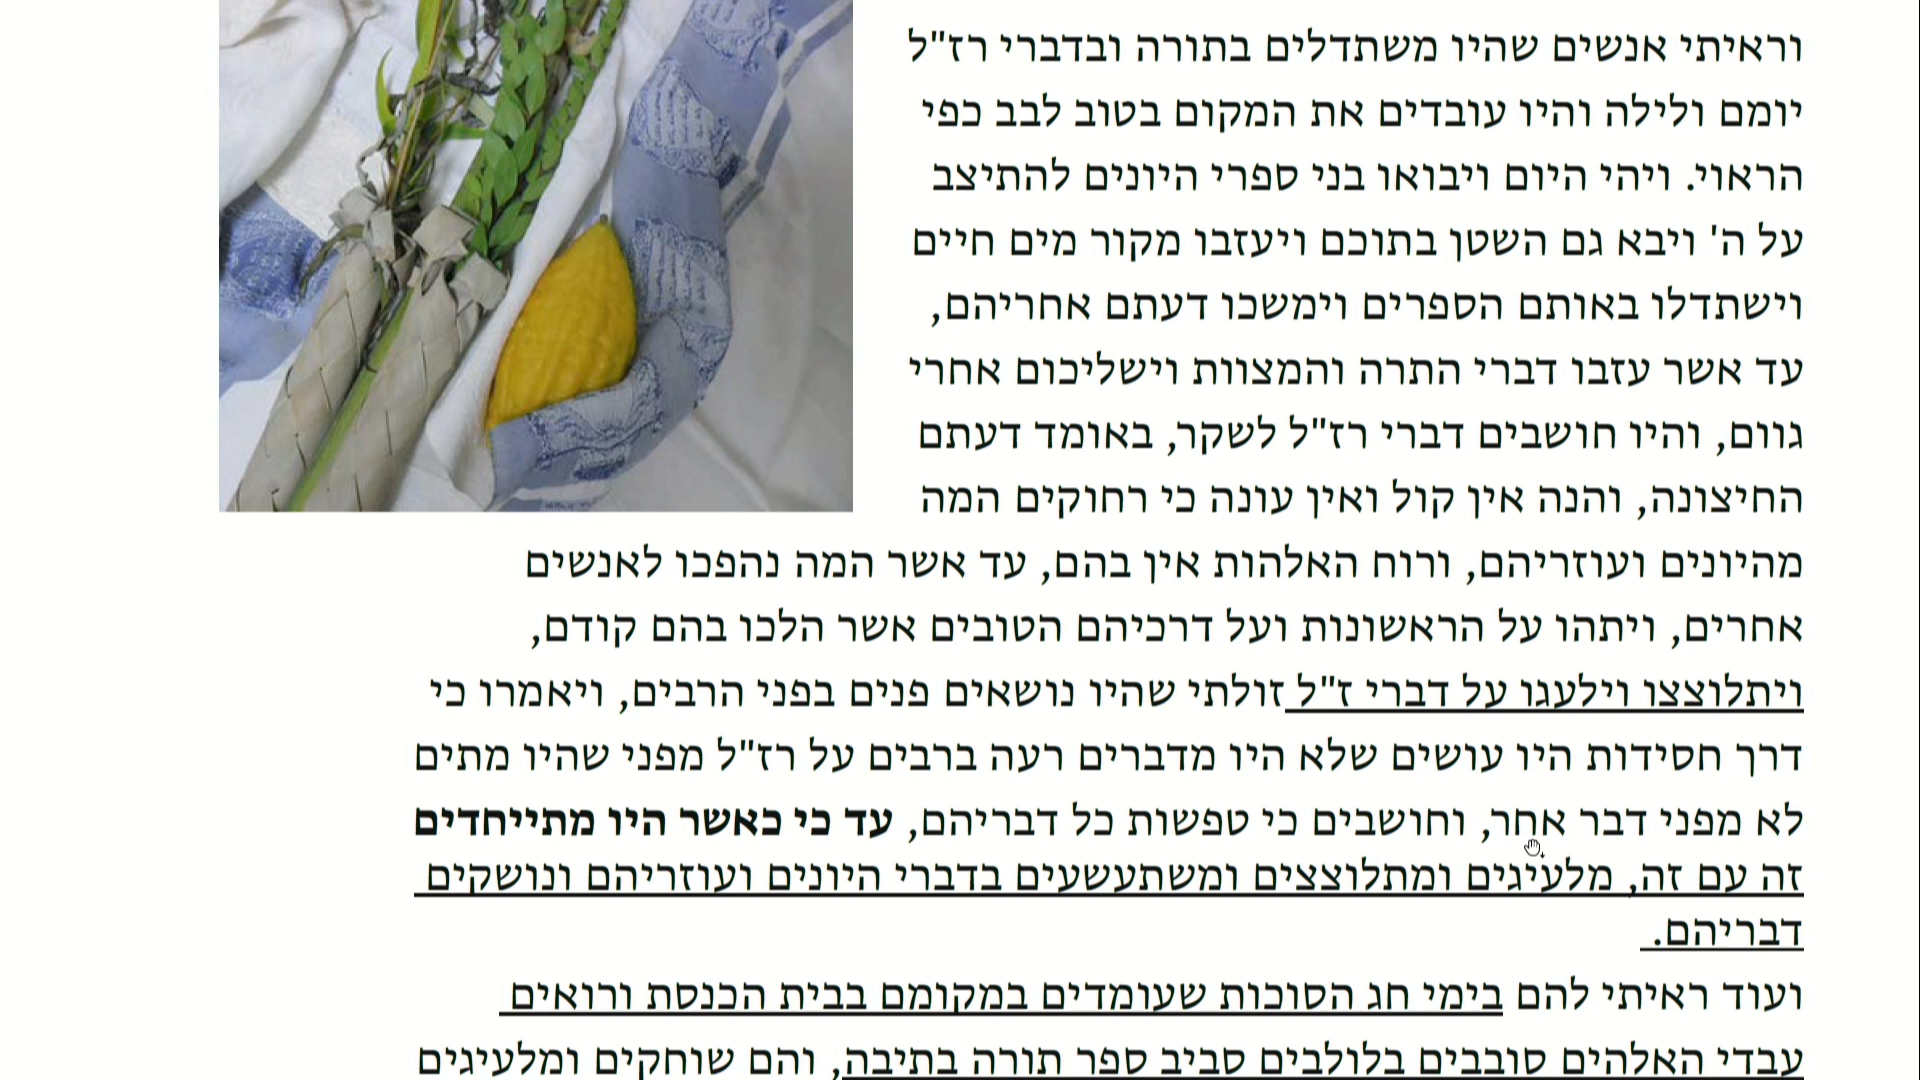 וראיתי אנשים שהיו משתדלים בתורה ובדברי רז"ל
יומם ולילה והיו עובדים את המקום בטוב לבב כפי
הראוי. ויהי היום ויבואו בני ספרי היונים להתיצב
על ה' ויבא גם השטן בתוכם ויעזבו מקור מים חיים
וישתדלו באותם הספרים וימשכו דעתם אחריהם,
עד אשר עזבו דברי התרה והמצוות וישליכום אחרי
גוום, והיו חושבים דברי רז"ל לשקר, באומד דעתם
החיצונה, והנה אין קול ואין עונה כי רחוקים המה
מהיונים ועוזריהם, ורוח האלהות אין בהם, עד אשר המה נהפכו לאנשים
אחרים, ויתהו על הראשונות ועל דרכיהם הטובים אשר הלכו בהם קודם,
ויתלוצצו וילעגו על דברי ז"ל זולתי שהיו נושאים פנים בפני הרבים, ויאמרו כי
דרך חסידות היו עושים שלא היו מדברים רעה ברבים על רז"ל מפני שהיו מתים
לא מפני דבר אחר, וחושבים כי טפשות כל דבריהם, עד כי כאשר היו מתייחדים
זה עם זה, מלעיגים ומתלוצצים ומשתעשעים בדברי היונים ועוזריהם ונושקים
דבריהם.
ועוד ראיתי להם בימי חג הסוכות שעומדים במקומם בבית הכנסת ורואים
עבדי האלהים סובבים בלולבים סביב ספר תורה בתיבה, והם שוחקים ומלעיגים